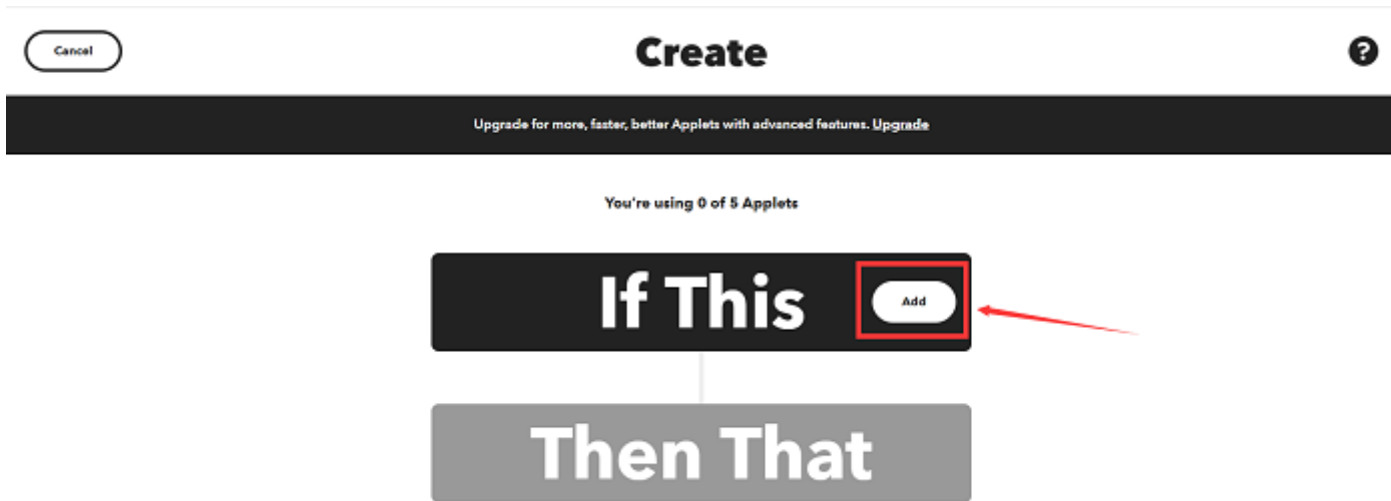 Cancel
Create
?
Upgrade for more, faster, better Applets with advanced features. Upgrade
You're using 0 of 5 Applets
If This
Add
Then That